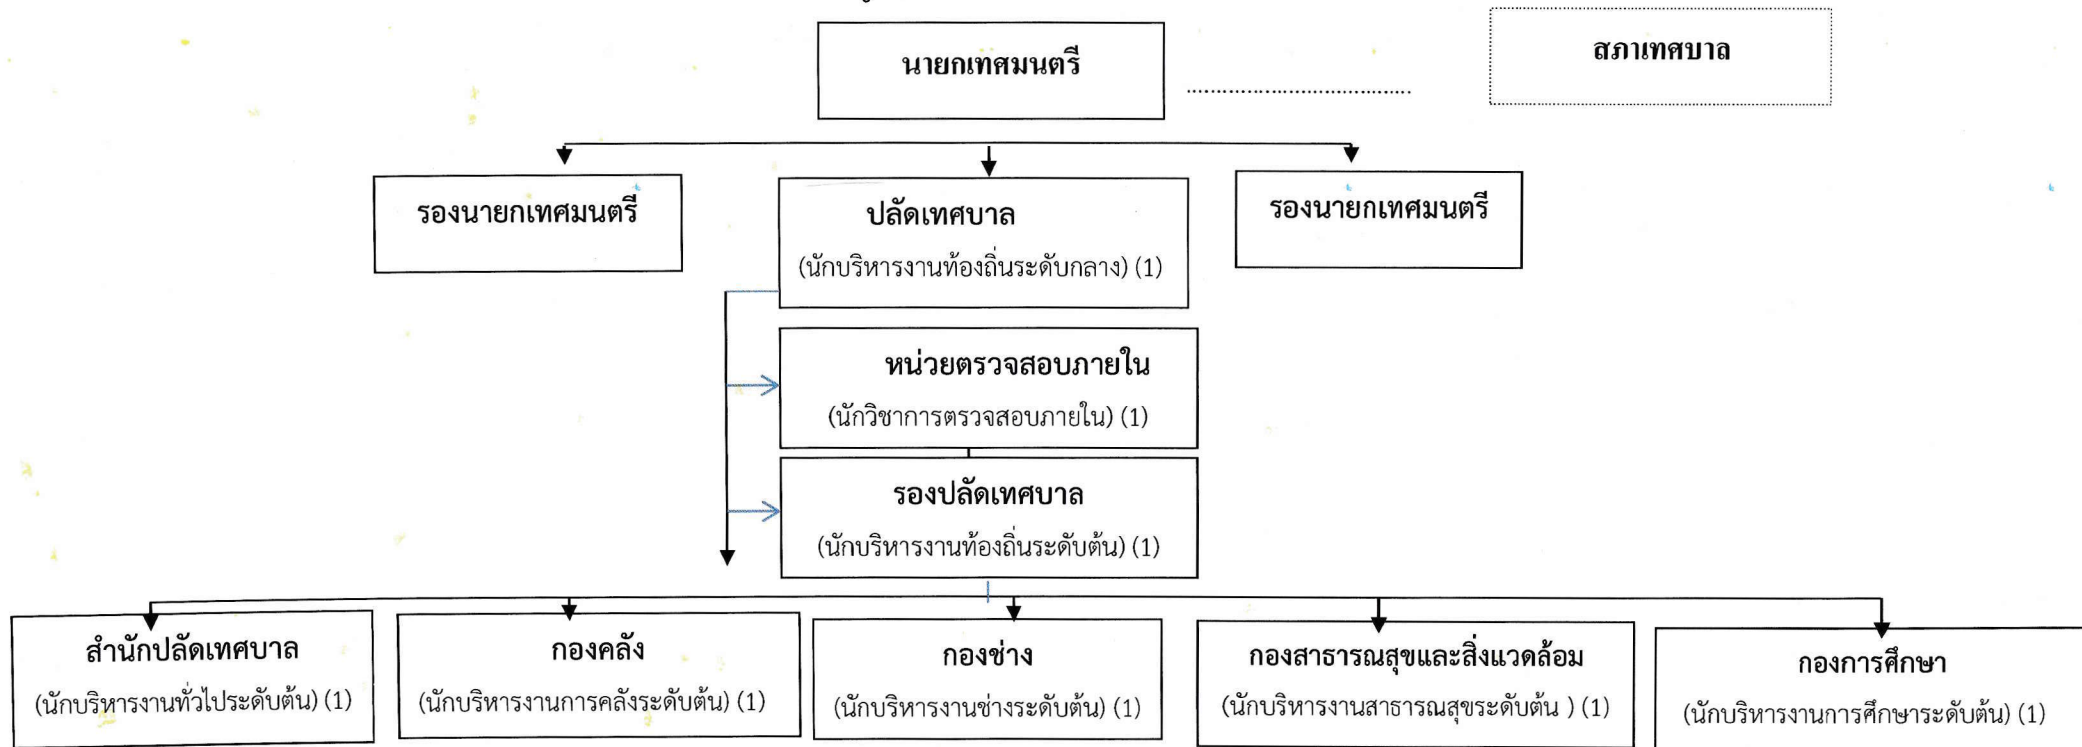 นายกเทศมนตรี
สภาเทศบาล
รองนายกเทศมนตรี
ปลัดเทศบาล
(นักบริหารงานท้องถิ่นระดับกลาง) (1)
รองนายกเทศมนตรี
หน่วยตรวจสอบภายใน
(นักวิชาการตรวจสอบภายใน) (1)
รองปลัดเทศบาล
(นักบริหารงานท้องถิ่นระดับต้น) (1)
สำนักปลัดเทศบาล
(นักบริหารงานทั่วไประดับต้น) (1)
กองคลัง
(นักบริหารงานการคลังระดับต้น) (1)
กองช่าง
(นักบริหารงานช่างระดับต้น) (1)
กองสาธารณสุขและสิ่งแวดล้อม
(นักบริหารงานสาธารณสุขระดับต้น ) (1)
กองการศึกษา
(นักบริหารงานการศึกษาระดับต้น) (1)